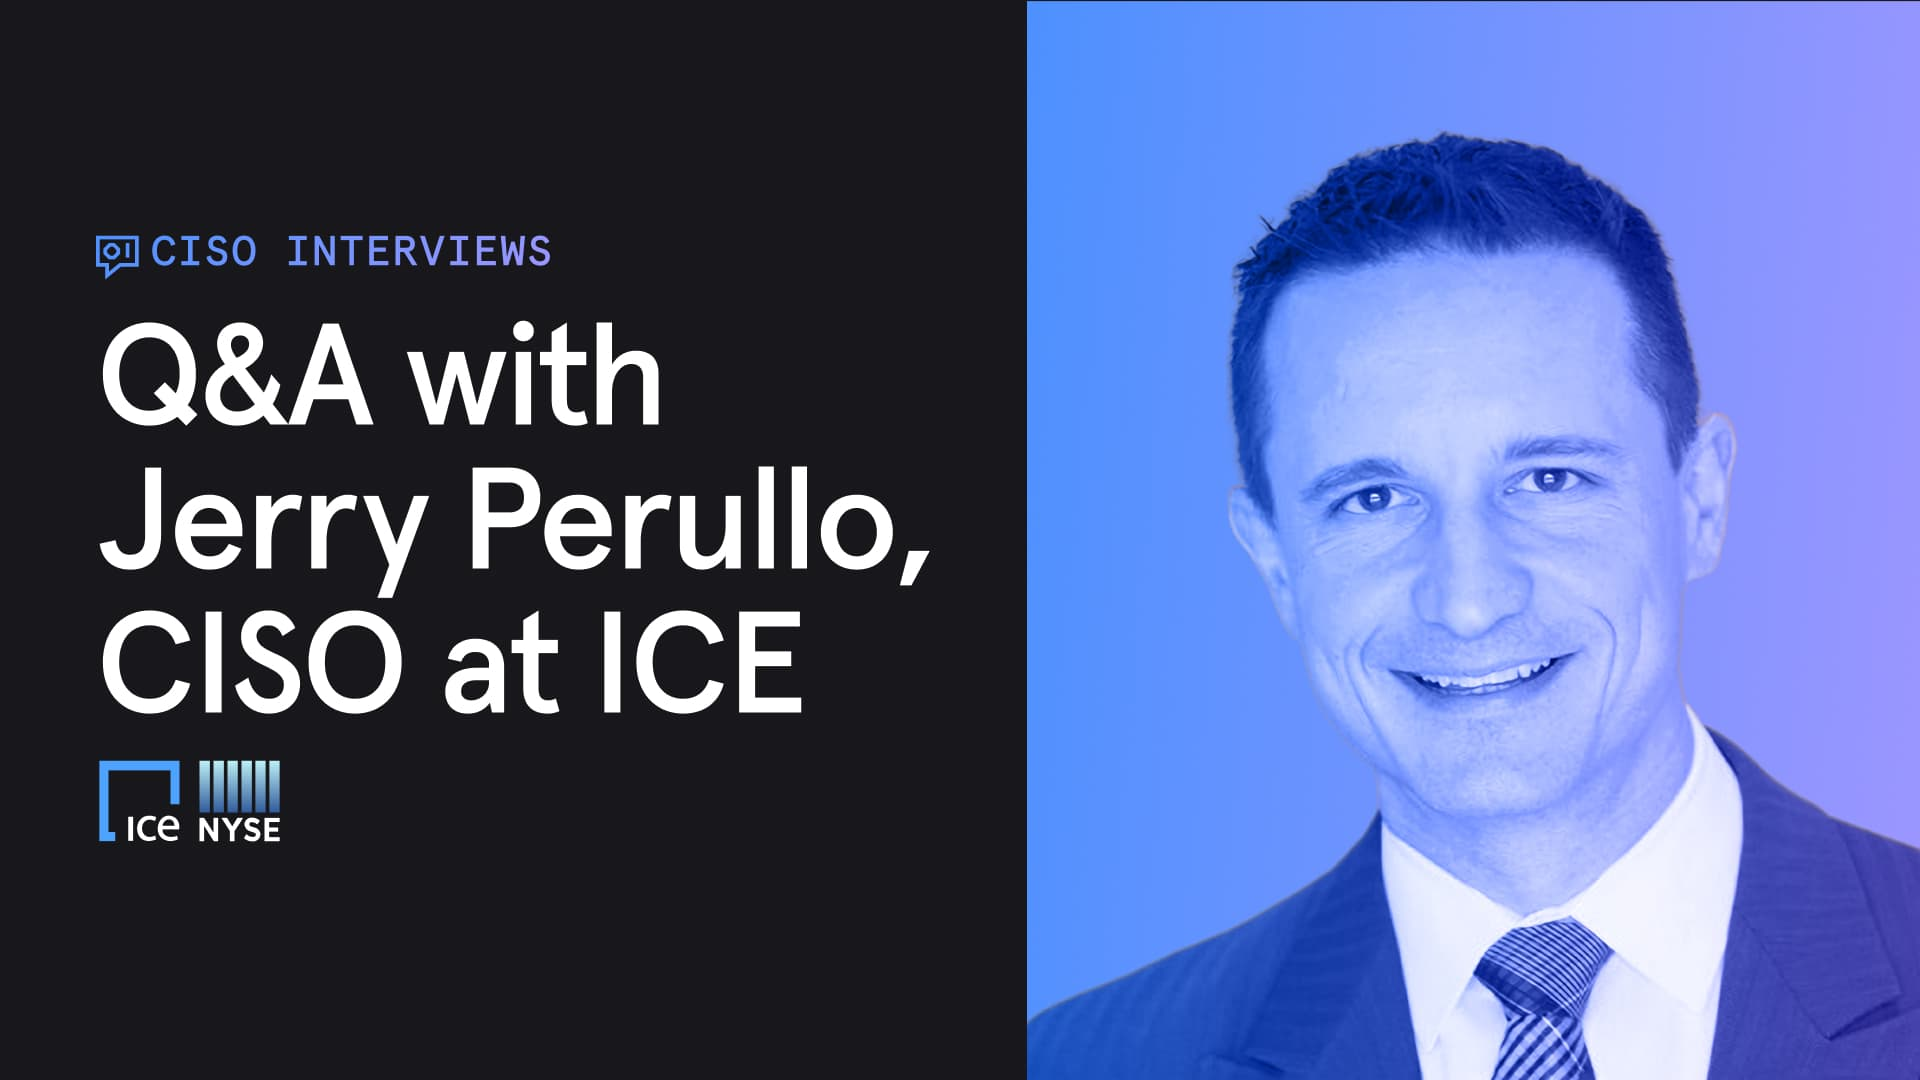 CISO INTERVIEWS
Q&A with
Jerry Perullo,
CISO at ICE
ICE NYSE